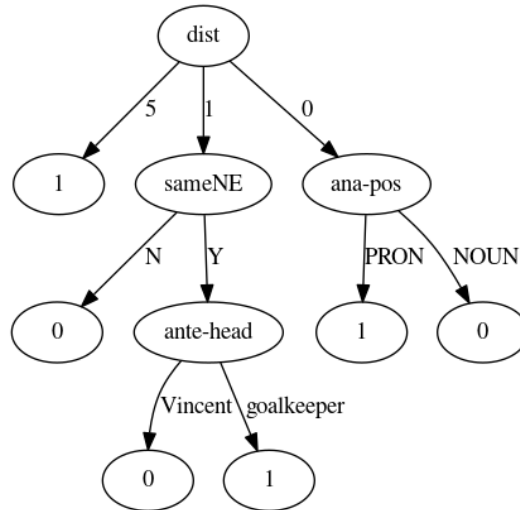 dist
5 1 0
1 sameNE ana-pos
N Y PRON NOUN
0 ante-head 1 0
Vincent goalkeeper
0 1